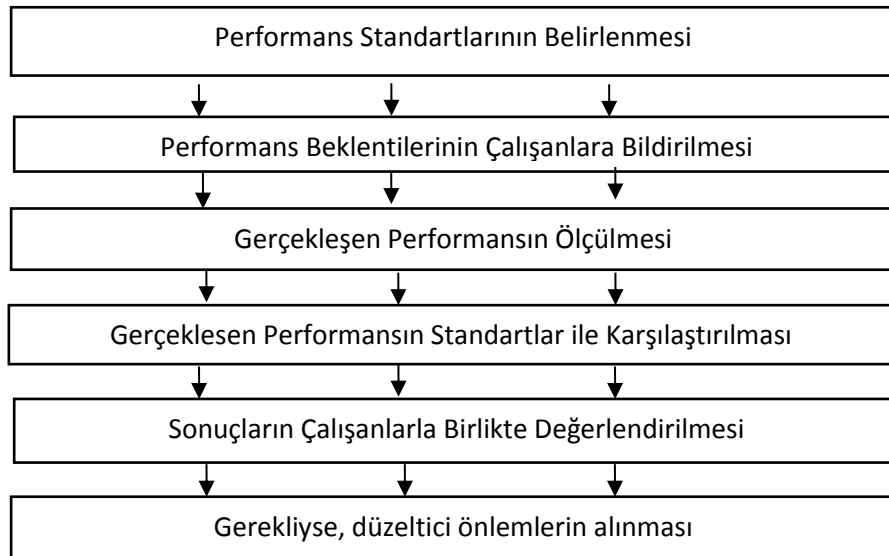 Performans Standartlarının Belirlenmesi
Performans Beklentilerinin Çalışanlara Bildirilmesi
Gerçekleşen Performansın Ölçülmesi
Gerçeklesen Performansın Standartlar ile Karşılaştırılması
Sonuçların Çalışanlarla Birlikte Değerlendirilmesi
Gerekliyse, düzeltici önlemlerin alınması